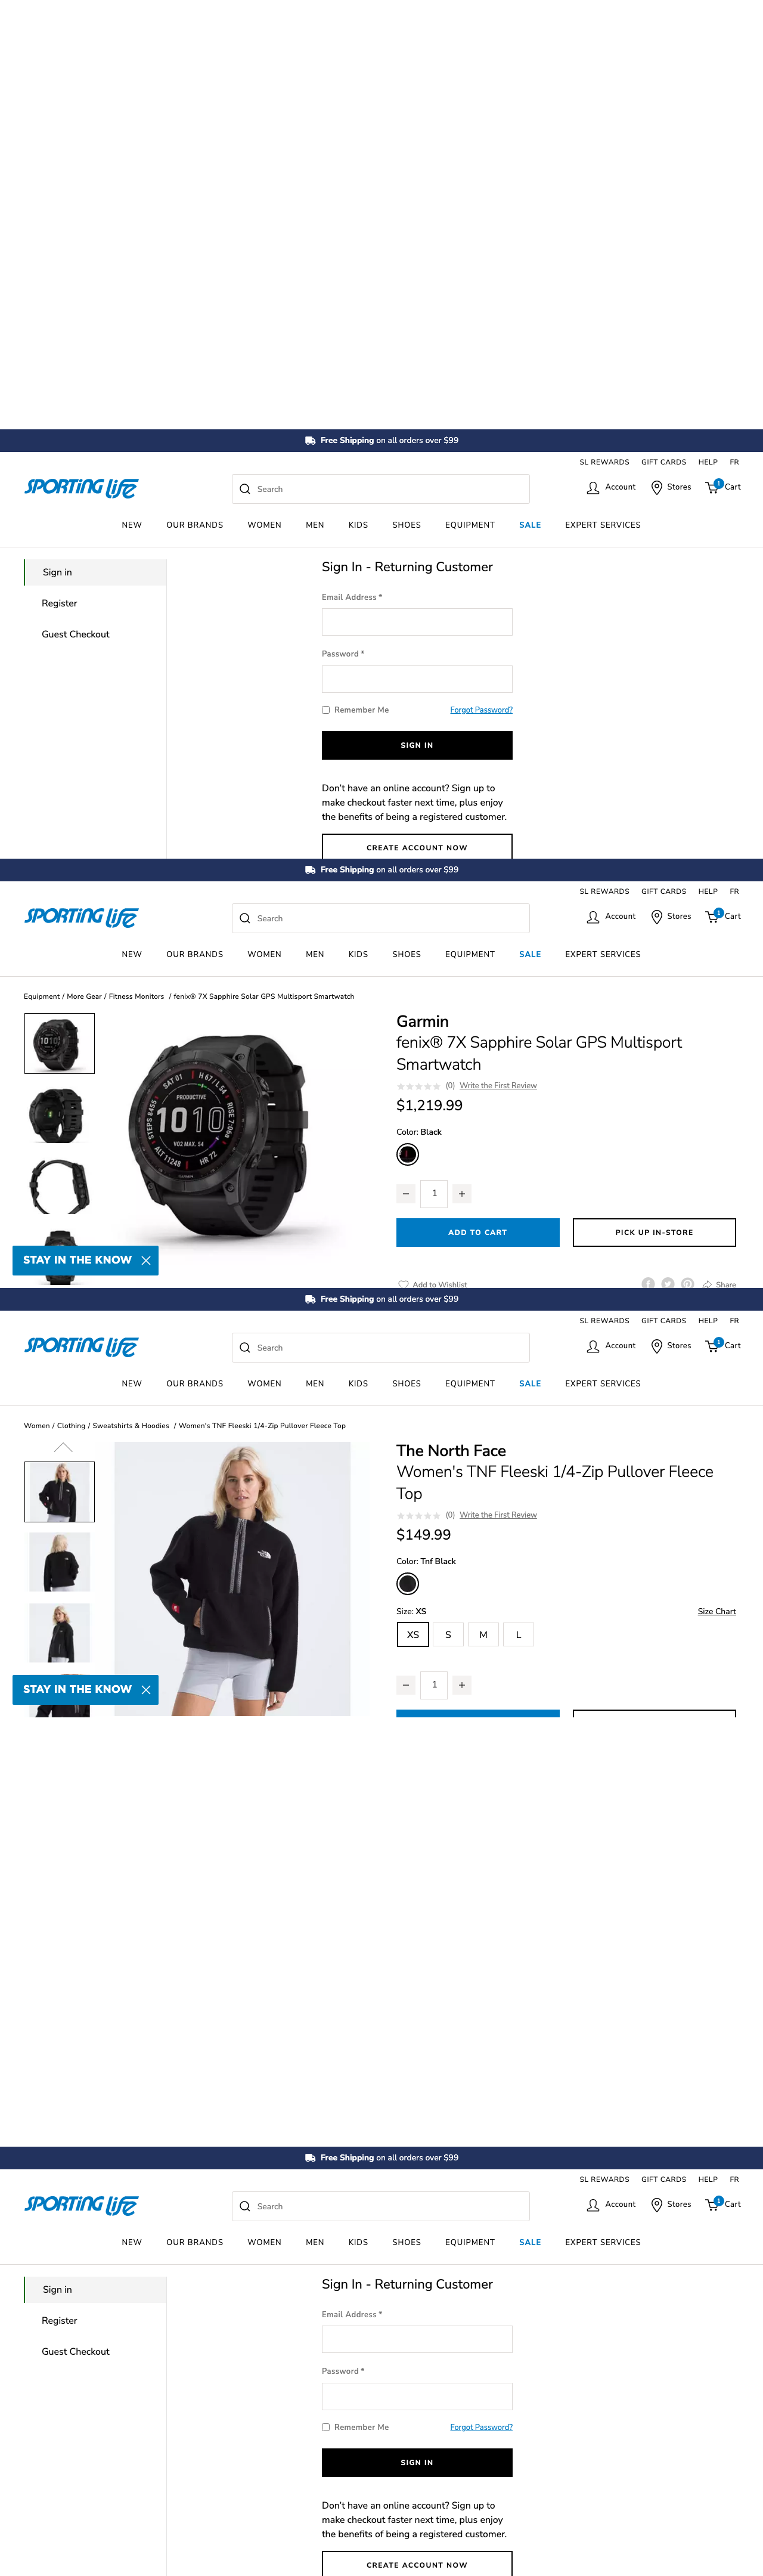 Free Shipping on all orders over $99
SL REWARDS GIFT CARDS HELP FR
SPORTING LIFE
Search
Account Stores 1 Cart
NEW OUR BRANDS WOMEN MEN KIDS SHOES EQUIPMENT SALE EXPERT SERVICES
Sign in
Register
Guest Checkout
Sign In - Returning Customer
Email Address *
Password *
Remember Me Forgot Password?
SIGN IN
Don't have an online account? Sign up to
make checkout faster next time, plus enjoy
the benefits of being a registered customer.
CREATE ACCOUNT NOW
Free Shipping on all orders over $99
SL REWARDS GIFT CARDS HELP FR
SPORTING LIFE
Search
Account Stores 1 Cart
NEW OUR BRANDS WOMEN MEN KIDS SHOES EQUIPMENT SALE EXPERT SERVICES
Equipment / More Gear / Fitness Monitors / fenix® 7X Sapphire Solar GPS Multisport Smartwatch
Garmin
fenix® 7X Sapphire Solar GPS Multisport
Smartwatch
(0) Write the First Review
$1,219.99
Color: Black
1
ADD TO CART PICK UP IN-STORE
STAY IN THE KNOW
Add to Wishlist Share
Free Shipping on all orders over $99
SL REWARDS GIFT CARDS HELP FR
SPORTING LIFE
Search
Account Stores 1 Cart
NEW OUR BRANDS WOMEN MEN KIDS SHOES EQUIPMENT SALE EXPERT SERVICES
Women / Clothing / Sweatshirts & Hoodies / Women's TNF Fleeski 1/4-Zip Pullover Fleece Top
The North Face
Women's TNF Fleeski 1/4-Zip Pullover Fleece
Top
(0) Write the First Review
$149.99
Color: Tnf Black
Size: XS Size Chart
XS S M L
1
STAY IN THE KNOW
Free Shipping on all orders over $99
SL REWARDS GIFT CARDS HELP FR
SPORTING LIFE
Search
Account Stores 1 Cart
NEW OUR BRANDS WOMEN MEN KIDS SHOES EQUIPMENT SALE EXPERT SERVICES
Sign in
Register
Guest Checkout
Sign In - Returning Customer
Email Address *
Password *
Remember Me Forgot Password?
SIGN IN
Don't have an online account? Sign up to
make checkout faster next time, plus enjoy
the benefits of being a registered customer.
CREATE ACCOUNT NOW